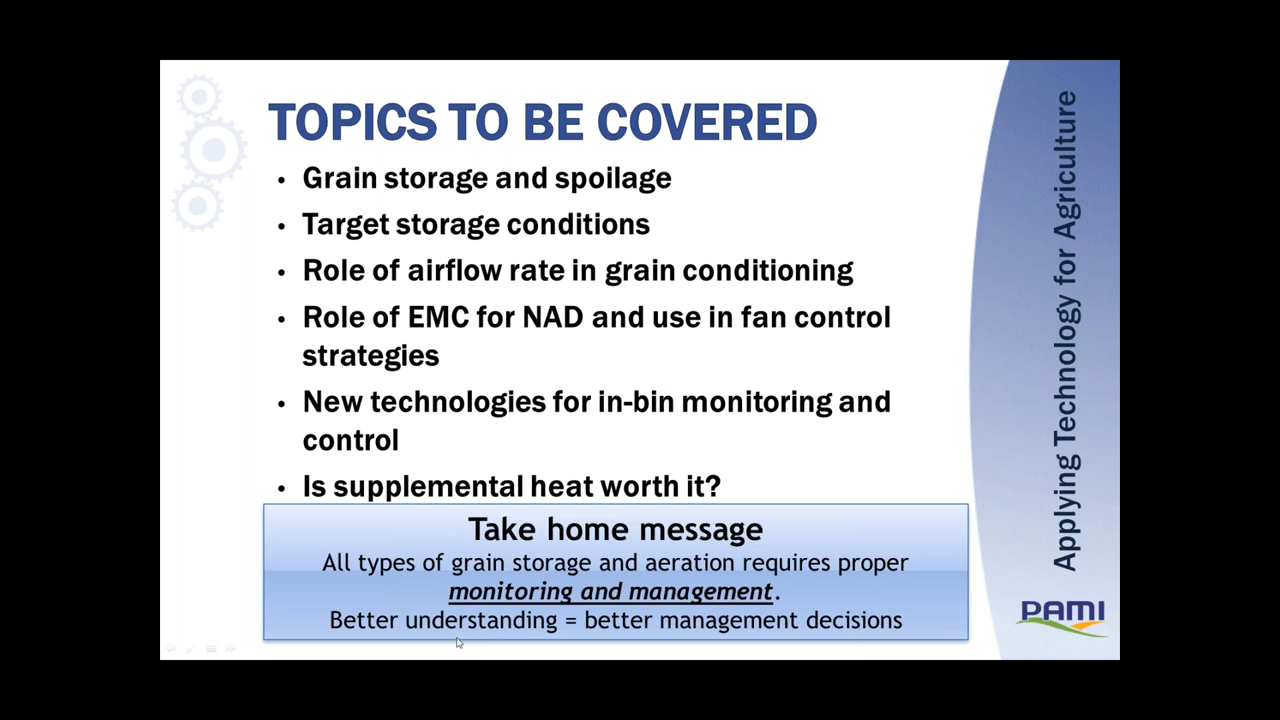 TOPICS TO BE COVERED
• Grain storage and spoilage
• Target storage conditions
• Role of airflow rate in grain conditioning
• Role of EMC for NAD and use in fan control
strategies
• New technologies for in-bin monitoring and
control
• Is supplemental heat worth it?
Take home message
All types of grain storage and aeration requires proper
monitoring and management.
Better understanding = better management decisions
Applying Technology for Agriculture
PAMI